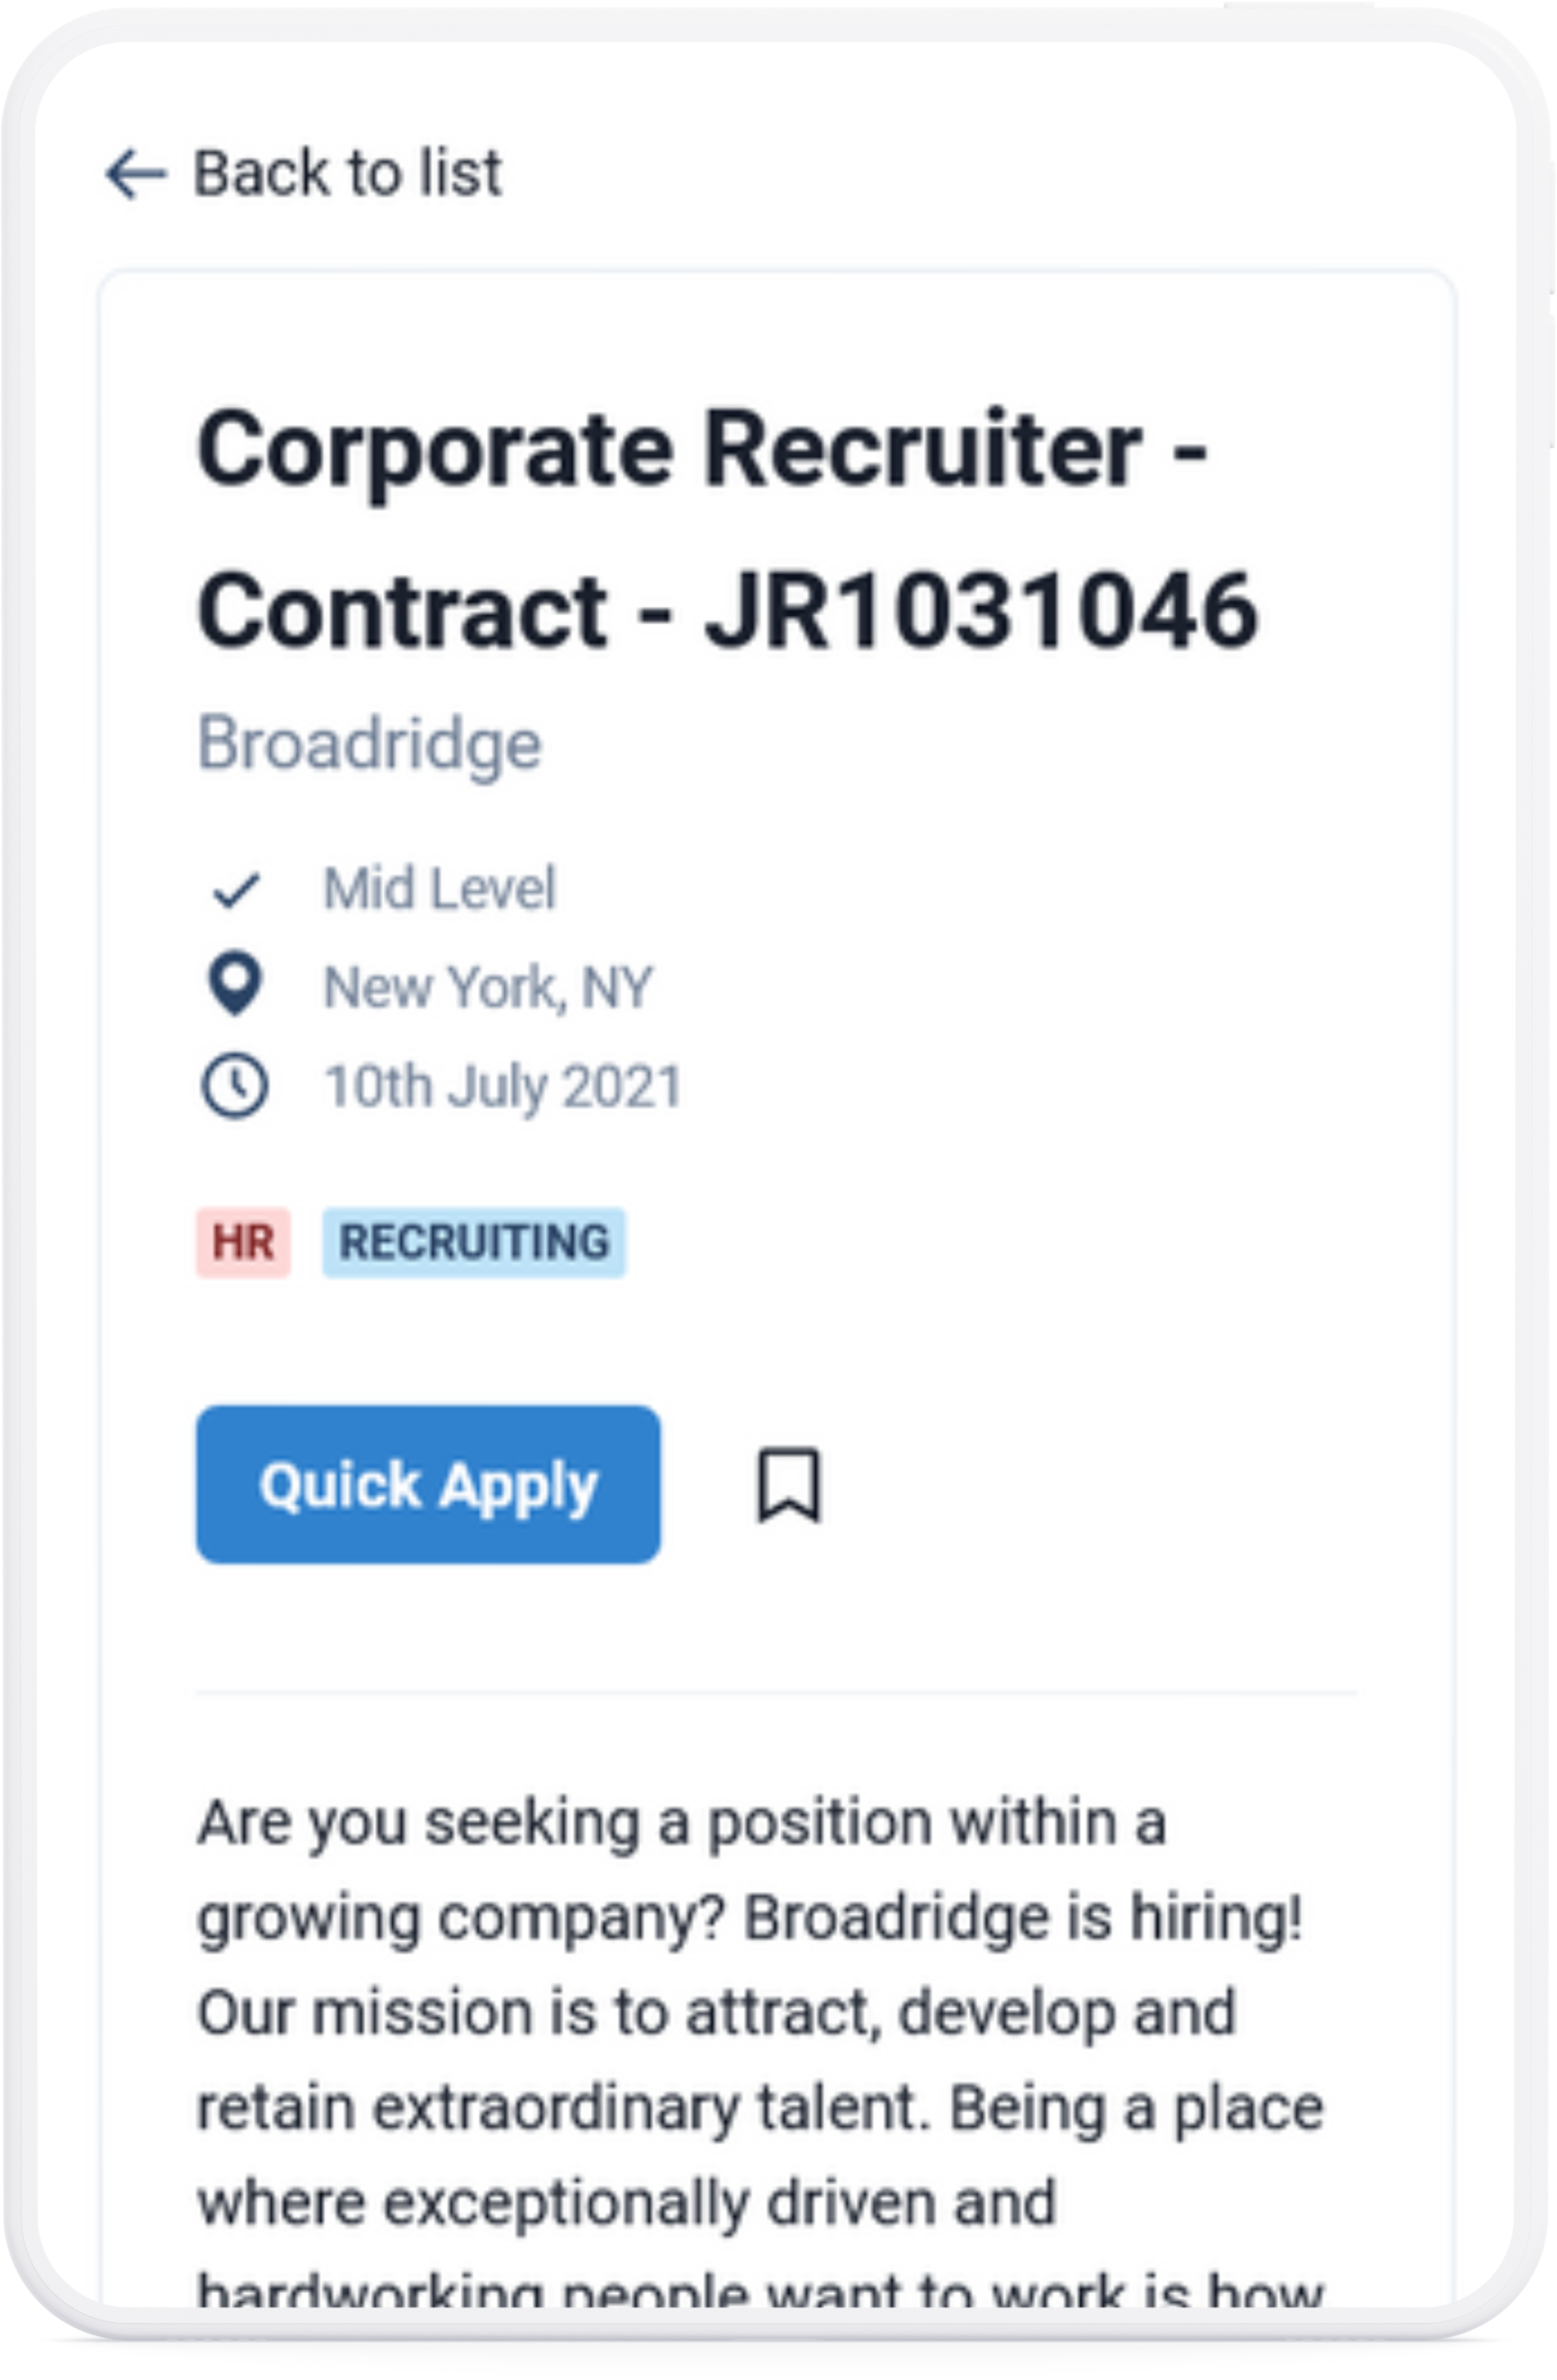 Back to list
Corporate Recruiter -
Contract - JR1031046
Broadridge
Mid Level
New York, NY
10th July 2021
HR RECRUITING
Quick Apply
Are you seeking a position within a
growing company? Broadridge is hiring!
Our mission is to attract, develop and
retain extraordinary talent. Being a place
where exceptionally driven and
hardworking people want to work is how